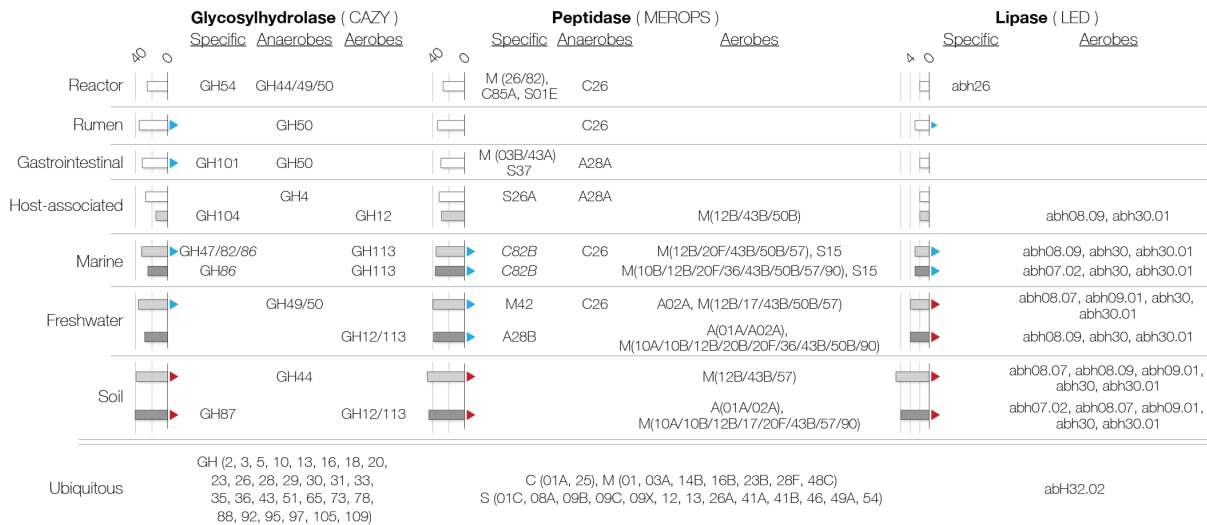 Glycosylhydrolase ( CAZY ) Peptidase ( MEROPS ) Lipase ( LED )
Specific Anaerobes Aerobes Specific Anaerobes Aerobes Specific Aerobes
40 0 40 0 4 0
Reactor GH54 GH44/49/50 M (26/82), C26 abh26
C85A, S01E
Rumen GH50 C26
Gastrointestinal GH101 GH50 M (03B/43A) A28A
S37
Host-associated GH4 S26A A28A
GH104 GH12 M(12B/43B/50B) abh08.09, abh30.01
Marine GH47/82/86 GH113 C82B C26 M(12B/20F/43B/50B/57), S15 abh08.09, abh30, abh30.01
GH86 GH113 C82B M(10B/12B/20F/36/43B/50B/57/90), S15 abh07.02, abh30, abh30.01
Freshwater GH49/50 M42 C26 A02A, M(12B/17/43B/50B/57) abh08.07, abh09.01, abh30,
abh30.01
GH12/113 A28B A(01A/A02A), abh08.09, abh30, abh30.01
M(10A/10B/12B/20B/20F/36/43B/50B/90)
Soil GH44 M(12B/43B/57) abh08.07, abh08.09, abh09.01,
abh30, abh30.01
GH87 GH12/113 A(01A/02A), abh07.02, abh08.07, abh09.01,
M(10A/10B/12B/17/20F/43B/57/90) abh30, abh30.01
Ubiquitous GH (2, 3, 5, 10, 13, 16, 18, 20,
23, 26, 28, 29, 30, 31, 33,
35, 36, 43, 51, 65, 73, 78,
88, 92, 95, 97, 105, 109)
C (01A, 25), M (01, 03A, 14B, 16B, 23B, 28F, 48C)
S (01C, 08A, 09B, 09C, 09X, 12, 13, 26A, 41A, 41B, 46, 49A, 54)
abH32.02